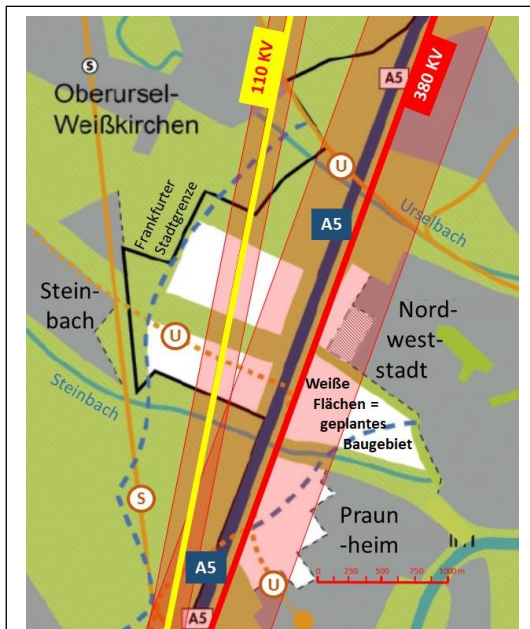 S
Oberursel-
Weißkirchen
110 KV
A5
380 KV
U
Frankfurter
Stadtgrenze
A5
Urselbach
Stein-
bach
U
Nord-
west-
stadt
Steinbach
Weiße
Flächen =
geplantes
Baugebiet
S
Praun
-heim
A5
U
0 250 500 750 1000 m
A5